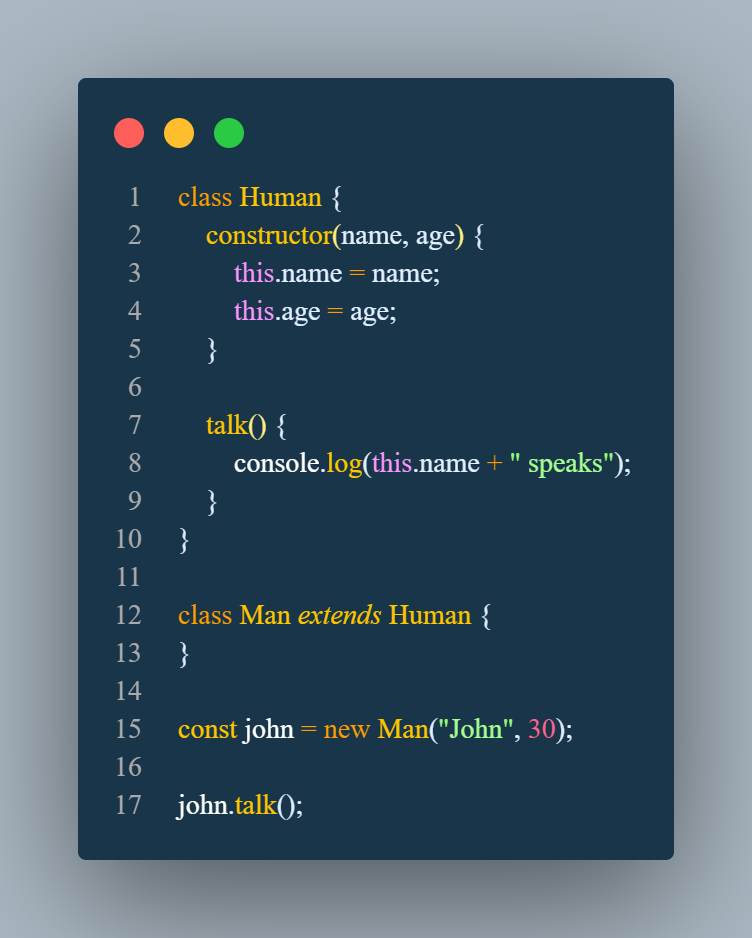 1 class Human {
2 constructor(name, age) {
3 this.name = name;
4 this.age = age;
5 }
6
7 talk() {
8 console.log(this.name + " speaks");
9 }
10 }
11
12 class Man extends Human {
13 }
14
15 const john = new Man("John", 30);
16
17 john.talk();